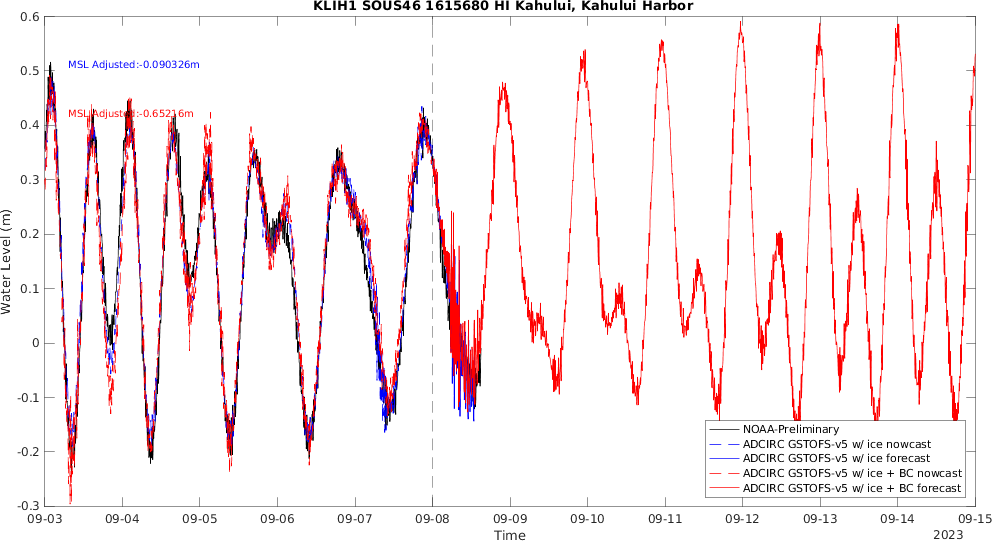 KLIH1 SOUS46 1615680 HI Kahului, Kahului Harbor
MSL Adjusted:-0.090326m
MSL Adjusted:-0.65216m
Water Level (m)
0.6
0.5
0.4
0.3
0.2
0.1
0
-0.1
-0.2
-0.3
09-03 09-04 09-05 09-06 09-07 09-08 09-09 09-10 09-11 09-12 09-13 09-14 09-15
Time
2023
NOAA-Preliminary
ADCIRC GSTOFS-v5 w/ ice nowcast
ADCIRC GSTOFS-v5 w/ ice forecast
ADCIRC GSTOFS-v5 w/ ice + BC nowcast
ADCIRC GSTOFS-v5 w/ ice + BC forecast